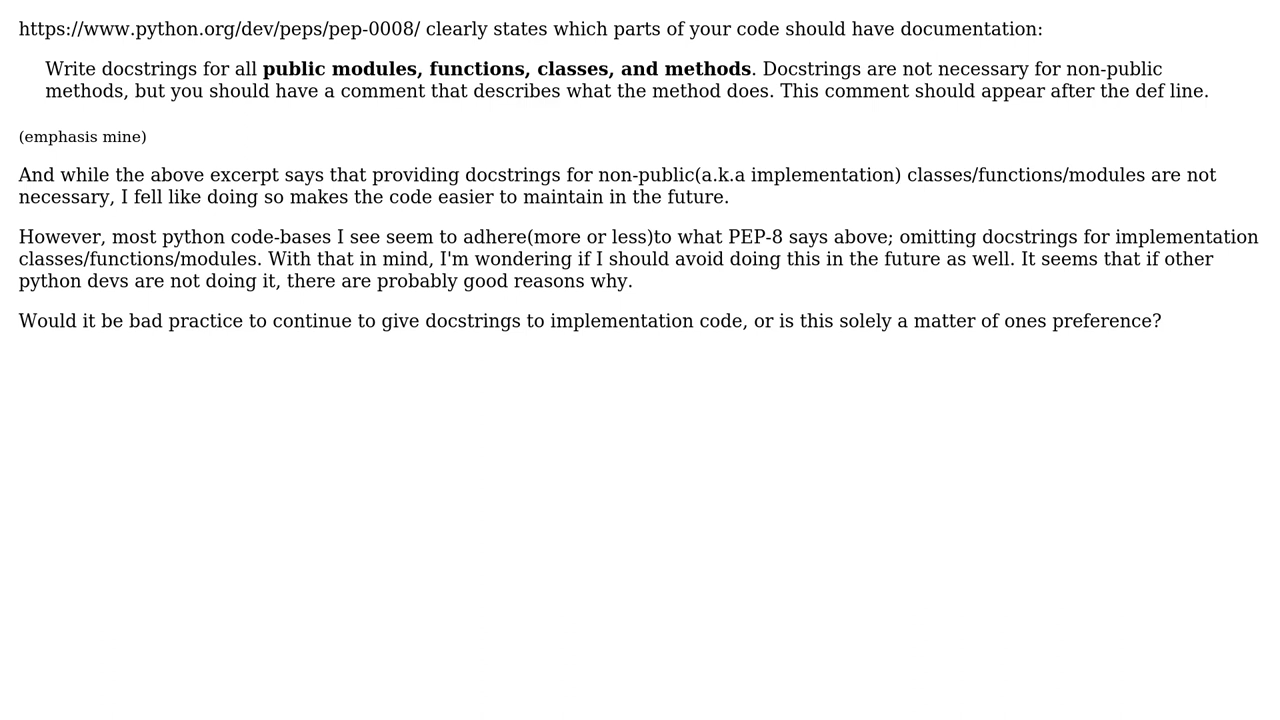 https://www.python.org/dev/peps/pep-0008/ clearly states which parts of your code should have documentation:
Write docstrings for all public modules, functions, classes, and methods. Docstrings are not necessary for non-public
methods, but you should have a comment that describes what the method does. This comment should appear after the def line.
(emphasis mine)
And while the above excerpt says that providing docstrings for non-public(a.k.a implementation) classes/functions/modules are not
necessary, I fell like doing so makes the code easier to maintain in the future.
However, most python code-bases I see seem to adhere(more or less)to what PEP-8 says above; omitting docstrings for implementation
classes/functions/modules. With that in mind, I'm wondering if I should avoid doing this in the future as well. It seems that if other
python devs are not doing it, there are probably good reasons why.
Would it be bad practice to continue to give docstrings to implementation code, or is this solely a matter of ones preference?